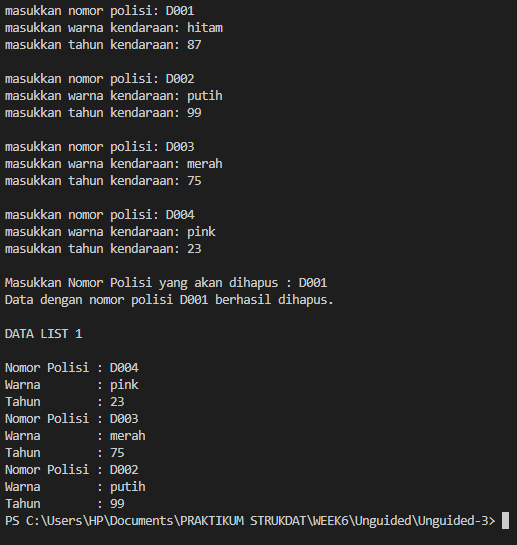 masukkan nomor polisi: D001
masukkan warna kendaraan: hitam
masukkan tahun kendaraan: 87
masukkan nomor polisi: D002
masukkan warna kendaraan: putih
masukkan tahun kendaraan: 99
masukkan nomor polisi: D003
masukkan warna kendaraan: merah
masukkan tahun kendaraan: 75
masukkan nomor polisi: D004
masukkan warna kendaraan: pink
masukkan tahun kendaraan: 23
Masukkan Nomor Polisi yang akan dihapus : D001
Data dengan nomor polisi D001 berhasil dihapus.
DATA LIST 1
Nomor Polisi : D004
Warna : pink
Tahun : 23
Nomor Polisi : D003
Warna : merah
Tahun : 75
Nomor Polisi : D002
Warna : putih
Tahun : 99
PS C:\Users\HP\Documents\PRAKTIKUM STRUKDAT\WEEK6\Unguided\Unguided-3>